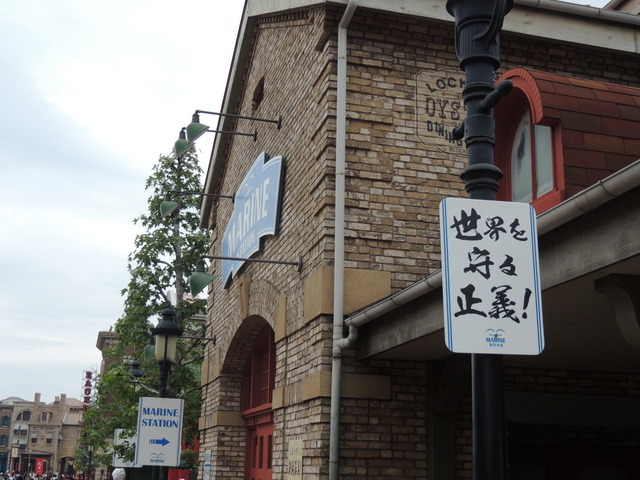 LOCK
OYS
DINING
MARINE
世界を
守る
正義!
MARINE
MARINE
STATION